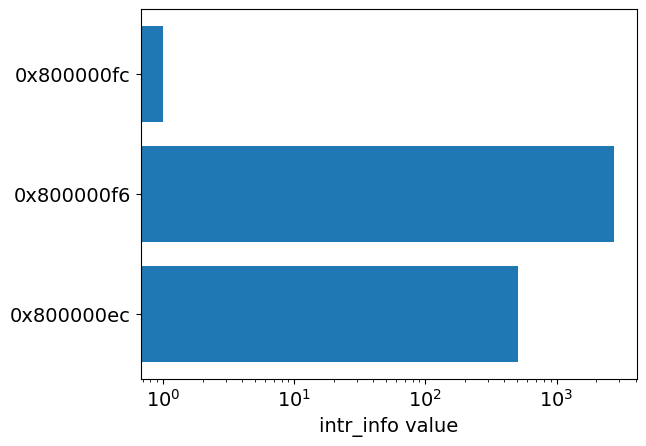 0x800000fc
0x800000f6
0x800000ec
10⁰ 10¹ 10² 10³
intr_info value